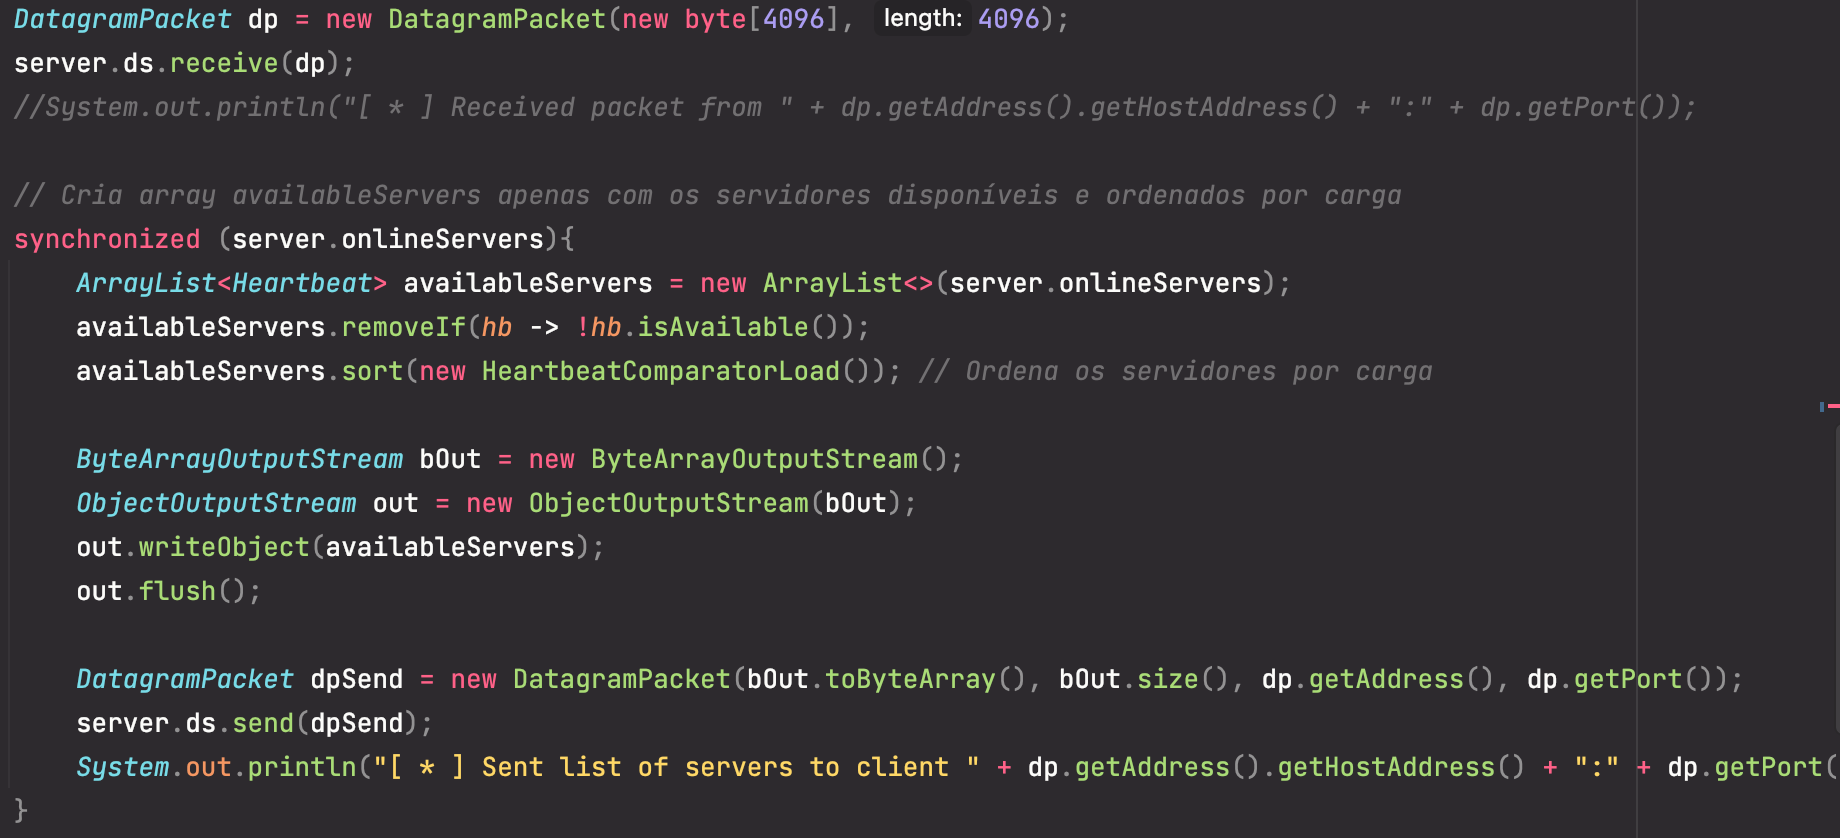 DatagramPacket dp = new DatagramPacket(new byte[4096], length: 4096);
server.ds.receive(dp);
//System.out.println("[ * ] Received packet from " + dp.getAddress().getHostAddress() + ":" + dp.getPort());
// Cria array availableServers apenas com os servidores disponíveis e ordenados por carga
synchronized (server.onlineServers){
ArrayList<Heartbeat> availableServers = new ArrayList<>(server.onlineServers);
availableServers.removeIf(hb -> !hb.isAvailable());
availableServers.sort(new HeartbeatComparatorLoad()); // Ordena os servidores por carga
ByteArrayOutputStream bOut = new ByteArrayOutputStream();
ObjectOutputStream out = new ObjectOutputStream(bOut);
out.writeObject(availableServers);
out.flush();
DatagramPacket dpSend = new DatagramPacket(bOut.toByteArray(), bOut.size(), dp.getAddress(), dp.getPort());
server.ds.send(dpSend);
System.out.println("[ * ] Sent list of servers to client " + dp.getAddress().getHostAddress() + ":" + dp.getPort(
}